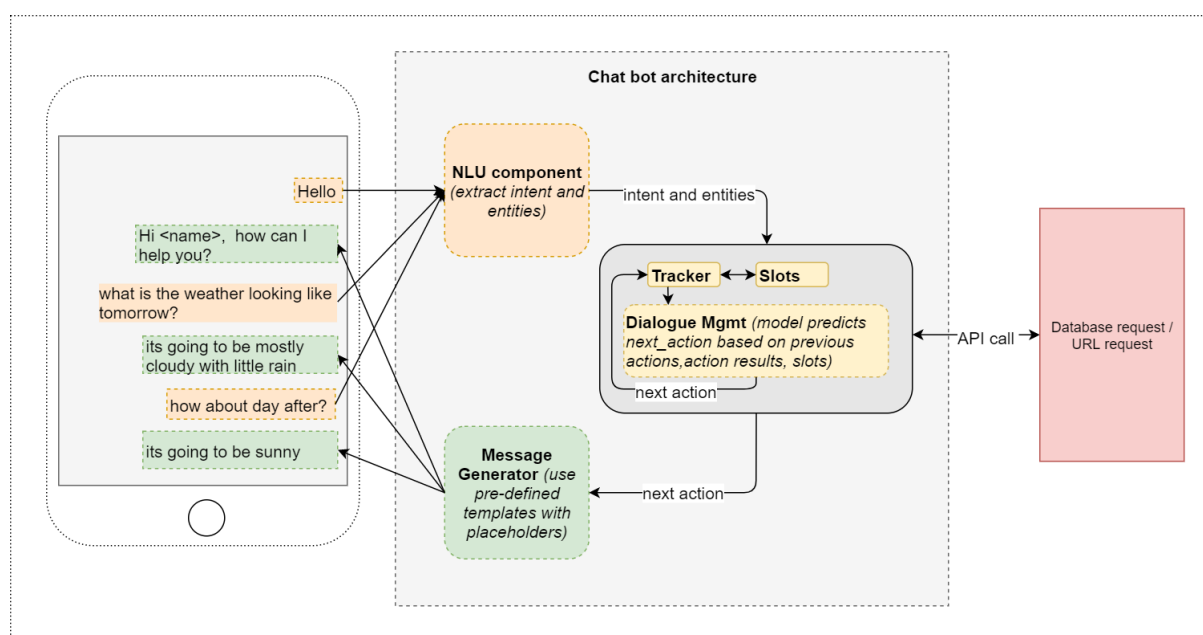 Chat bot architecture
Hello
Hi <name>,  how can I
help you?
what is the weather looking like
tomorrow?
its going to be mostly
cloudy with little rain
how about day after?
its going to be sunny
NLU component
(extract intent and
entities)
intent and entities
Tracker
Slots
Dialogue Mgmt (model predicts
next_action based on previous
actions,action results, slots)
next action
API call
Database request /
URL request
Message
Generator (use
pre-defined
templates with
placeholders)
next action